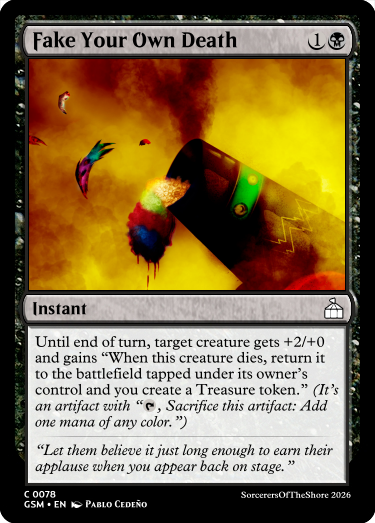 Fake Your Own Death 1
Instant
Until end of turn, target creature gets +2/+0
and gains “When this creature dies, return it
to the battlefield tapped under its owner’s
control and you create a Treasure token.” (It’s
an artifact with “, Sacrifice this artifact: Add
one mana of any color.”)
“Let them believe it just long enough to earn their
applause when you appear back on stage.”
C 0078
GSM • EN Pablo Cedeño
SorcerersOfTheShore 2026